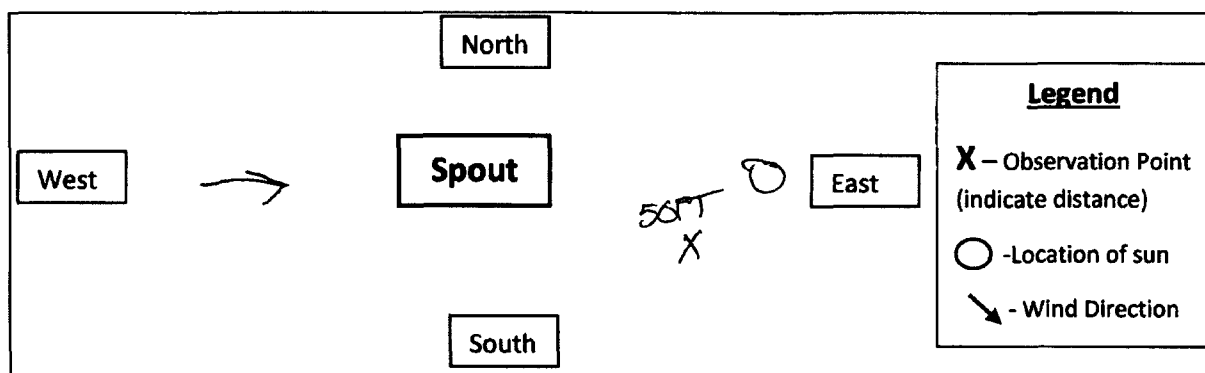 North
West
Spout
East
50FT
X
South
Legend
X – Observation Point
(indicate distance)
-Location of sun
- Wind Direction